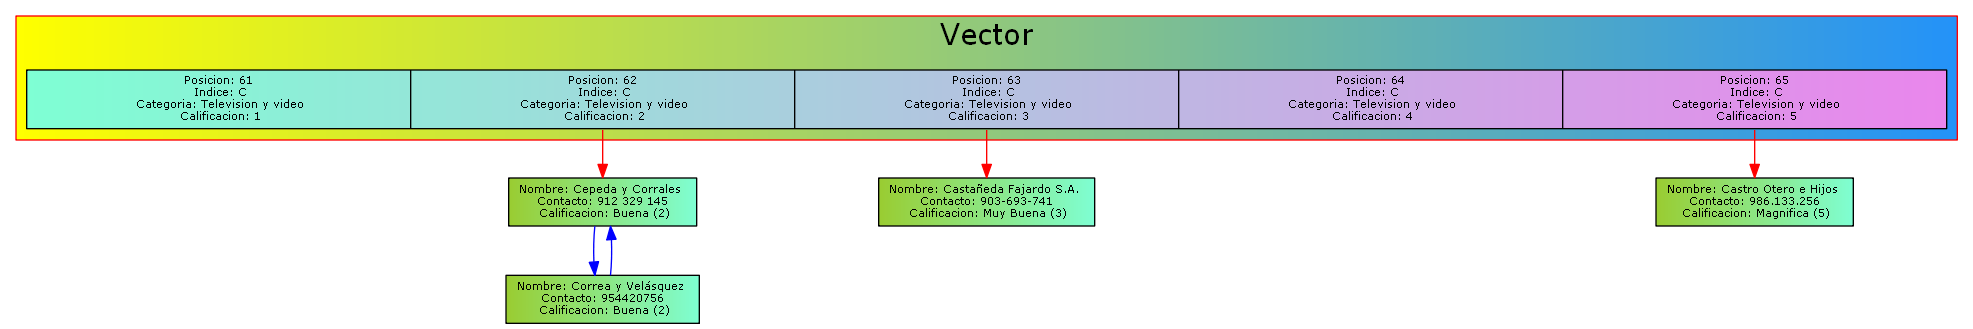 Vector
Posicion: 61
Indice: C
Categoria: Television y video
Calificacion: 1
Posicion: 62
Indice: C
Categoria: Television y video
Calificacion: 2
Posicion: 63
Indice: C
Categoria: Television y video
Calificacion: 3
Posicion: 64
Indice: C
Categoria: Television y video
Calificacion: 4
Posicion: 65
Indice: C
Categoria: Television y video
Calificacion: 5
Nombre: Cepeda y Corrales
Contacto: 912 329 145
Calificacion: Buena (2)
Nombre: Castañeda Fajardo S.A.
Contacto: 903-693-741
Calificacion: Muy Buena (3)
Nombre: Castro Otero e Hijos
Contacto: 986.133.256
Calificacion: Magnifica (5)
Nombre: Correa y Velásquez
Contacto: 954420756
Calificacion: Buena (2)